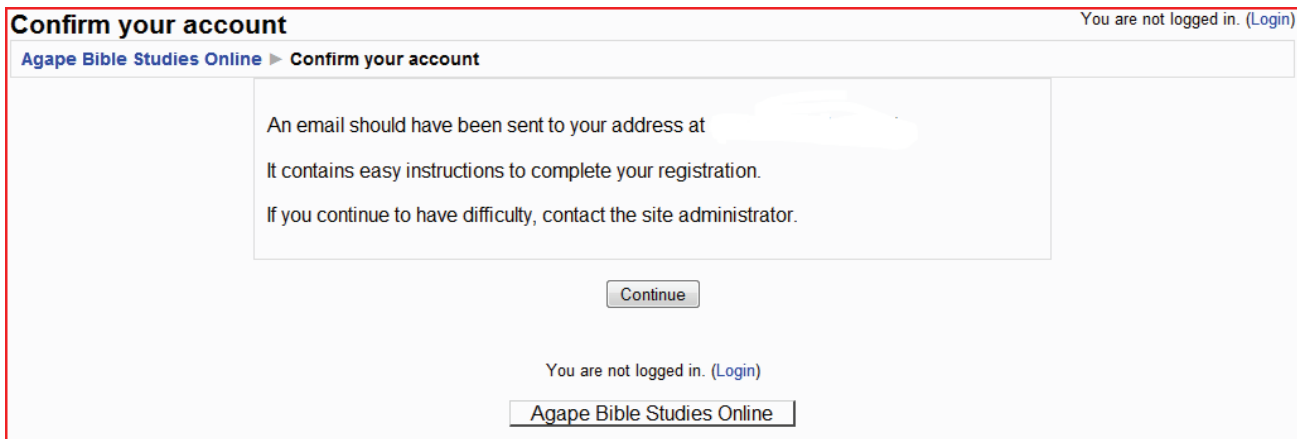 Confirm your account
You are not logged in. (Login)
Agape Bible Studies Online ► Confirm your account
An email should have been sent to your address at
It contains easy instructions to complete your registration.
If you continue to have difficulty, contact the site administrator.
Continue
You are not logged in. (Login)
Agape Bible Studies Online